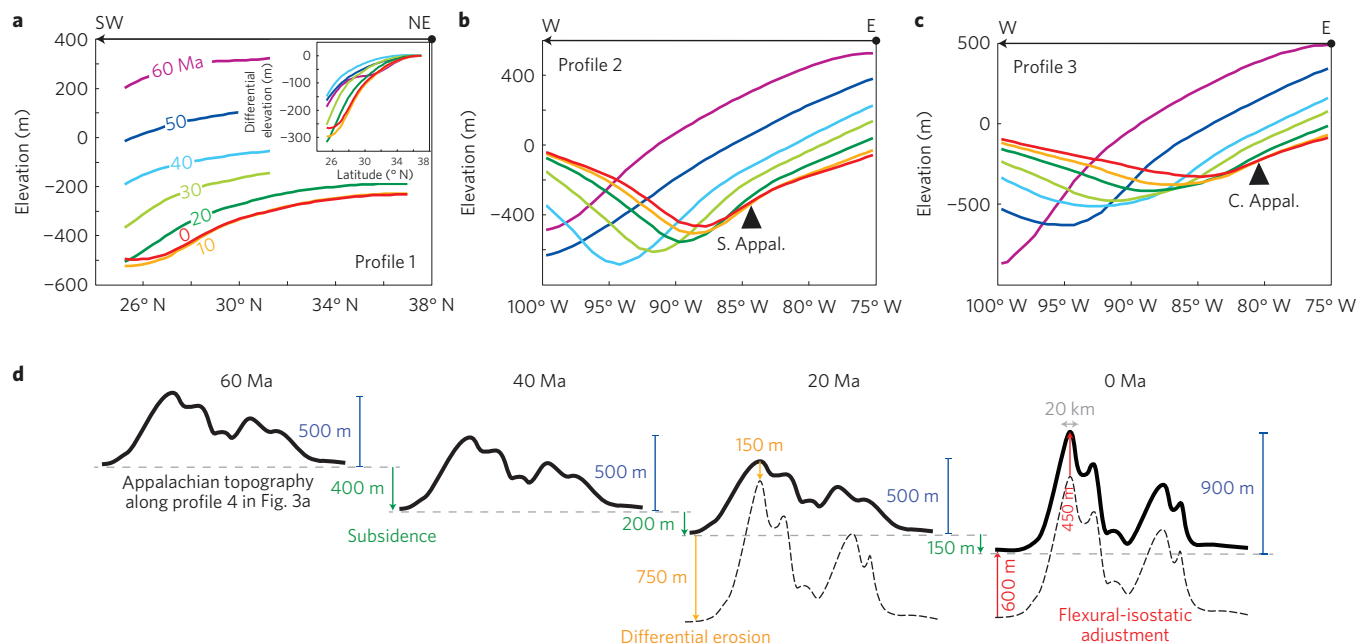 a
SW
NE
400
200
0
−200
−400
−600
Elevation (m)
60 Ma
50
40
30
20
0
10
26° N
30° N
34° N
38° N
Profile 1
0
−100
−200
−300
Differential
elevation (m)
26
28
30
32
34
36
38
Latitude (° N)
b
W
E
Profile 2
400
0
−400
−800
Elevation (m)
S. Appal.
100° W
95° W
90° W
85° W
80° W
75° W
c
W
E
Profile 3
500
0
−500
Elevation (m)
C. Appal.
100° W
95° W
90° W
85° W
80° W
75° W
d
60 Ma
40 Ma
20 Ma
0 Ma
500 m
Appalachian topography
along profile 4 in Fig. 3a
400 m
Subsidence
500 m
200 m
150 m
500 m
750 m
Differential erosion
150 m
20 km
450 m
900 m
600 m
Flexural-isostatic
adjustment